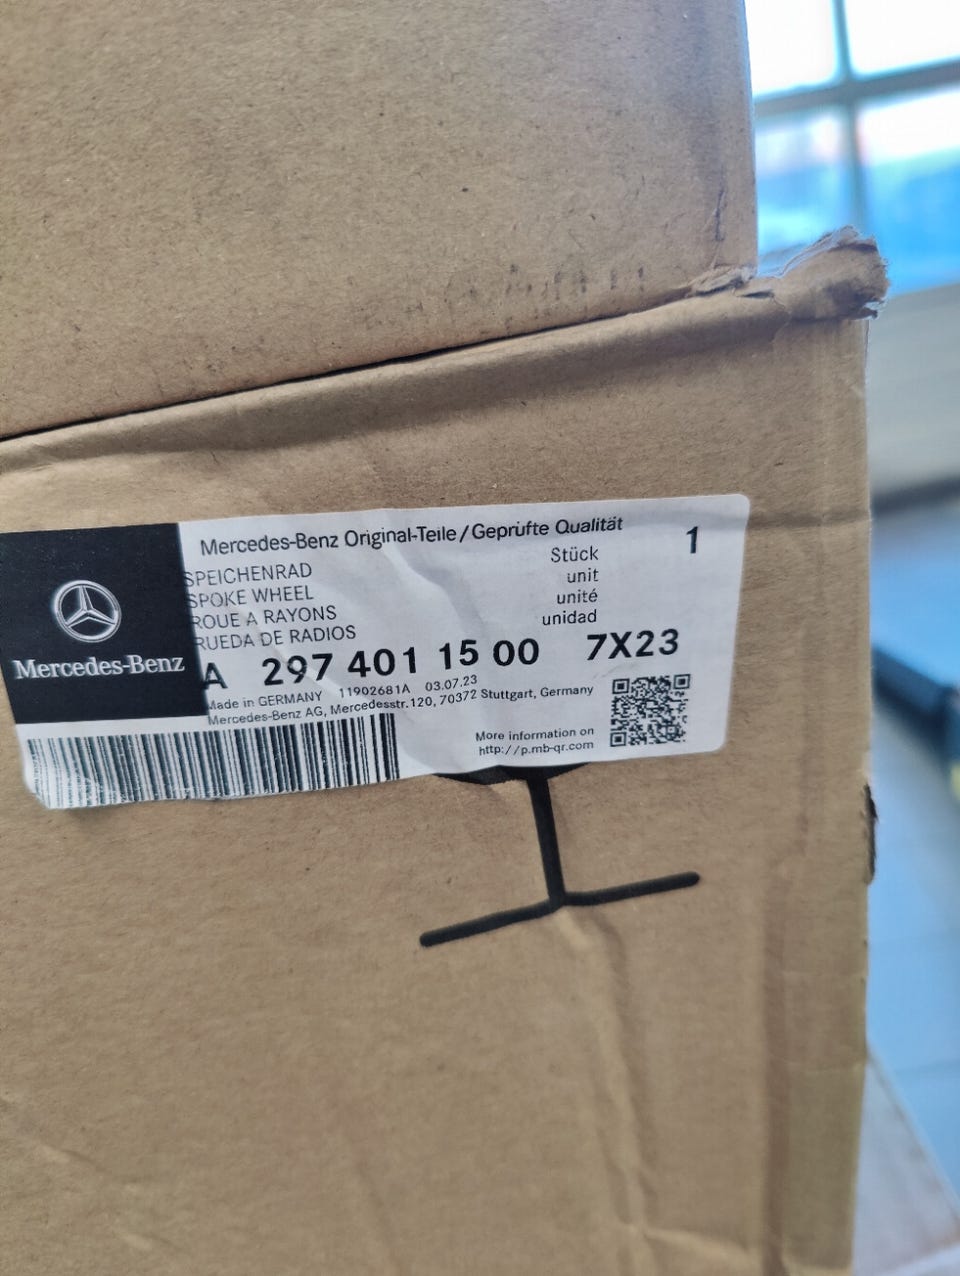 Mercedes-Benz
Mercedes-Benz Original-Teile/Geprüfte Qualität
1
SPEICHENRAD
SPOKE WHEEL
ROUE A RAYONS
RUEDA DE RADIOS
Stück
unit
unité
unidad
A 297 401 15 00 7X23
Made in GERMANY 11902681A 03.07.23
Mercedes-Benz AG, Mercedesstr.120, 70372 Stuttgart, Germany
More information on
http://p.mb-qr.com